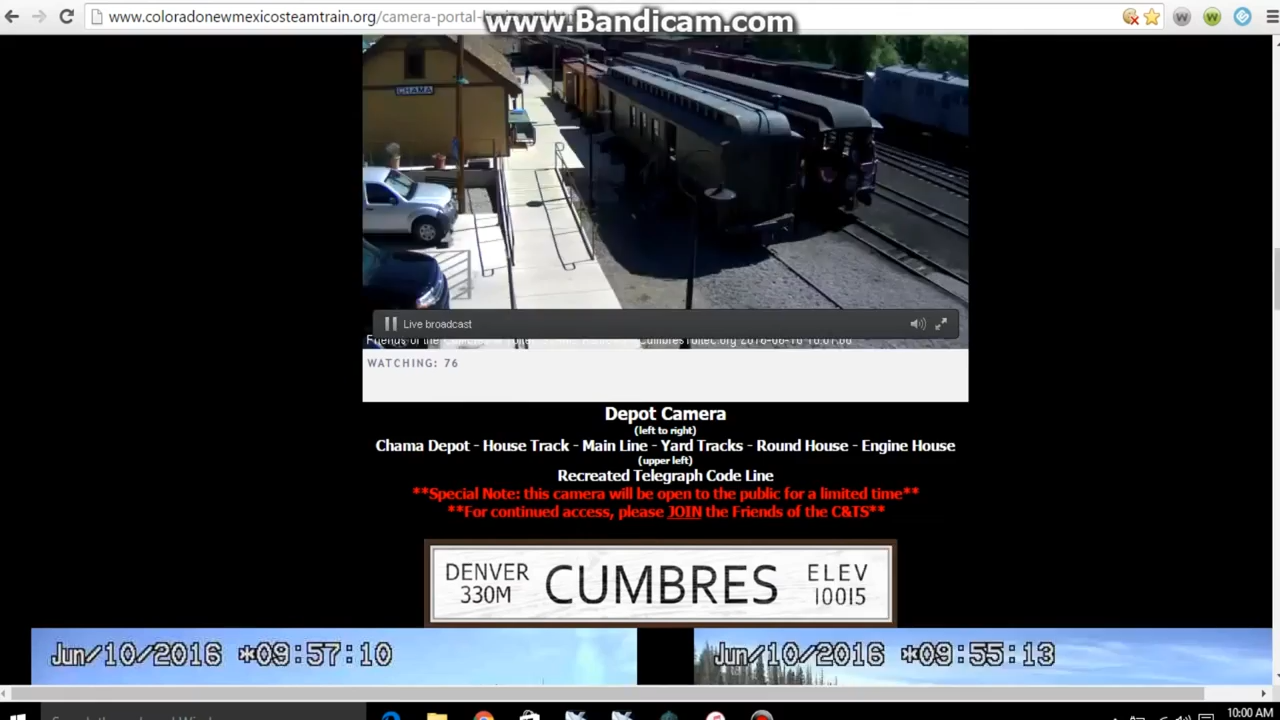 www.coloradonewmexicosteamtrain.org/camera-portal-
www.Bandicam.com
CHAMA
Live broadcast
Friends of the
WATCHING: 76
Depot Camera
(left to right)
Chama Depot - House Track - Main Line - Yard Tracks - Round House - Engine House
(upper left)
Recreated Telegraph Code Line
**Special Note: this camera will be open to the public for a limited time**
**For continued access, please JOIN the Friends of the C&TS**
DENVER
330M
CUMBRES
ELEV
10015
Jun/10/2016 *09:57:10
Jun/10/2016 *09:55:13
10:00 AM